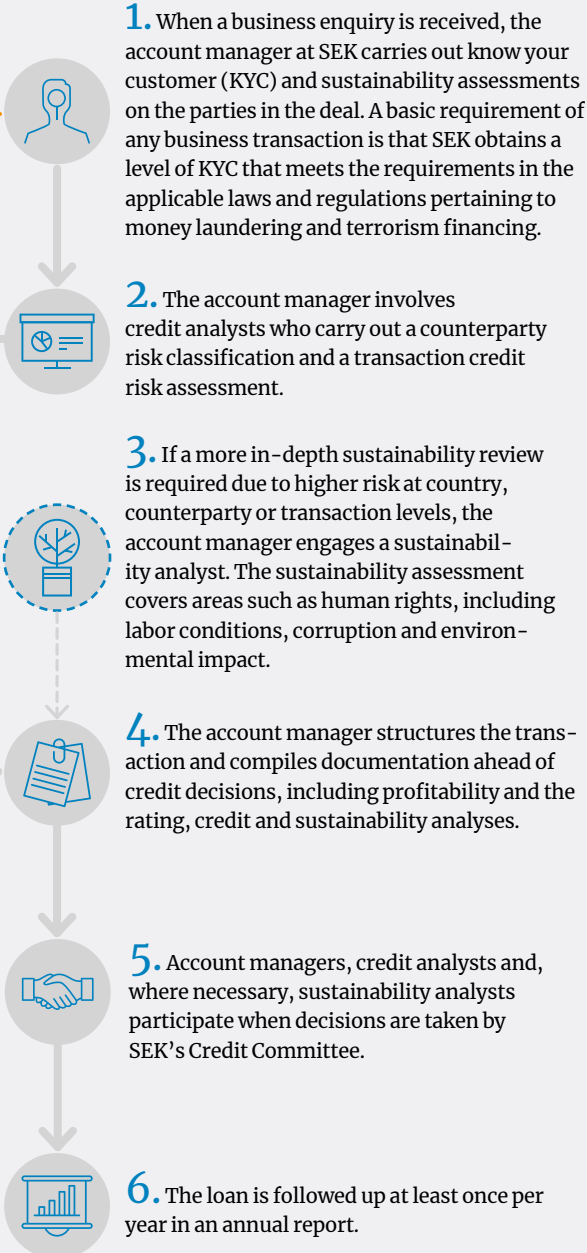 1. When a business enquiry is received, the
account manager at SEK carries out know your
customer (KYC) and sustainability assessments
on the parties in the deal. A basic requirement of
any business transaction is that SEK obtains a
level of KYC that meets the requirements in the
applicable laws and regulations pertaining to
money laundering and terrorism financing.
2. The account manager involves
credit analysts who carry out a counterparty
risk classification and a transaction credit
risk assessment.
3. If a more in-depth sustainability review
is required due to higher risk at country,
counterparty or transaction levels, the
account manager engages a sustainabil-
ity analyst. The sustainability assessment
covers areas such as human rights, including
labor conditions, corruption and environ-
mental impact.
4. The account manager structures the trans-
action and compiles documentation ahead of
credit decisions, including profitability and the
rating, credit and sustainability analyses.
5. Account managers, credit analysts and,
where necessary, sustainability analysts
participate when decisions are taken by
SEK’s Credit Committee.
6. The loan is followed up at least once per
year in an annual report.